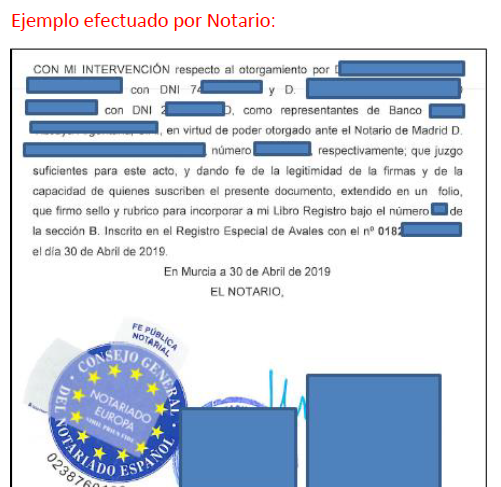 Ejemplo efectuado por Notario:
CON MI INTERVENCIÓN respecto al otorgamiento por D
con DNI 74 y D.
con DNI 2 D, como representantes de Banco
, en virtud de poder otorgado ante el Notario de Madrid D.
, número , respectivamente; que juzgo
suficientes para este acto, y dando fe de la legitimidad de la firmas y de la
capacidad de quienes suscriben el presente documento, extendido en un folio,
que firmo sello y rubrico para incorporar a mi Libro Registro bajo el número de
la sección B. Inscrito en el Registro Especial de Avales con el nº 0182
el día 30 de Abril de 2019.
En Murcia a 30 de Abril de 2019
EL NOTARIO,
FE PÚBLICA
NOTARIAL
CONSEJO GENERAL
DEL NOTARIADO ESPAÑOL
NOTARIADO
EUROPA
NIHIL PRIUS FIDE